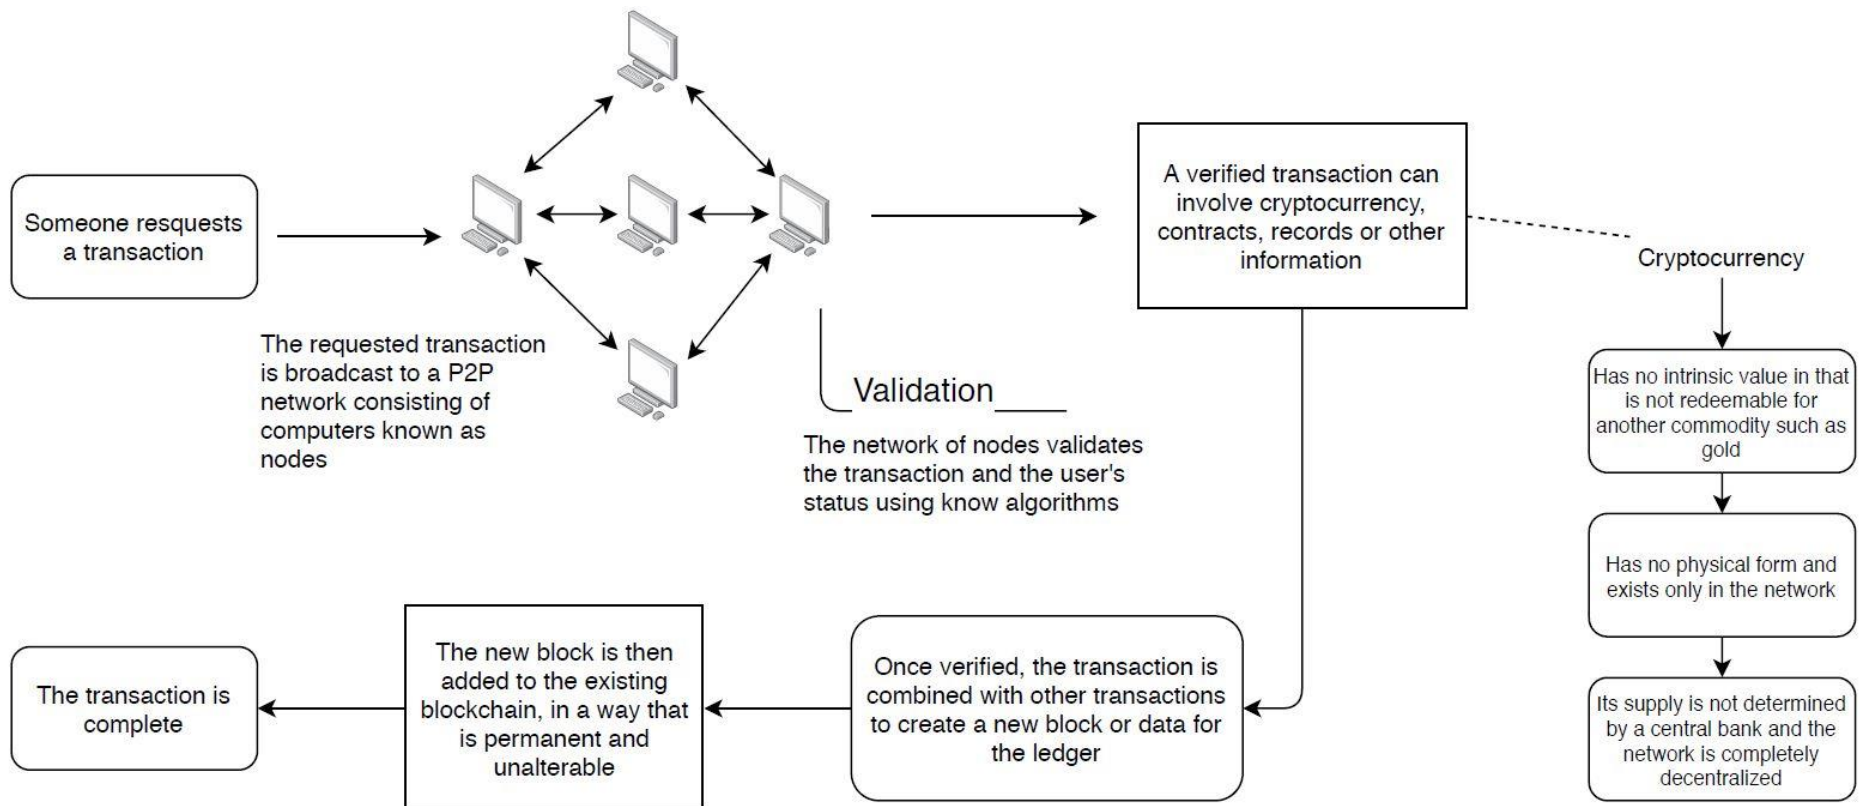 Someone resquests
a transaction
The requested transaction
is broadcast to a P2P
network consisting of
computers known as
nodes
Validation
The network of nodes validates
the transaction and the user's
status using know algorithms
A verified transaction can
involve cryptocurrency,
contracts, records or other
information
Cryptocurrency
Has no intrinsic value in that
is not redeemable for
another commodity such as
gold
Has no physical form and
exists only in the network
Its supply is not determined
by a central bank and the
network is completely
decentralized
Once verified, the transaction is
combined with other transactions
to create a new block or data for
the ledger
The new block is then
added to the existing
blockchain, in a way that
is permanent and
unalterable
The transaction is
complete